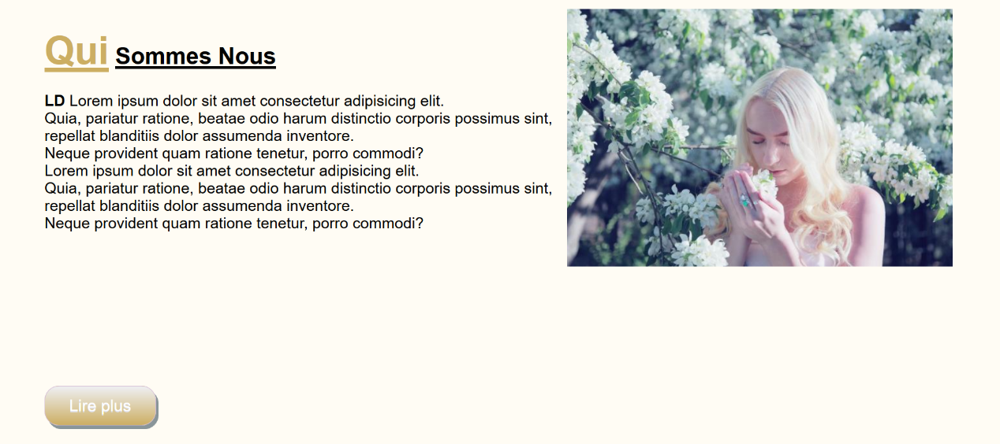 Qui Sommes Nous
LD Lorem ipsum dolor sit amet consectetur adipisicing elit.
Quia, pariatur ratione, beatae odio harum distinctio corporis possimus sint,
repellat blanditiis dolor assumenda inventore.
Neque provident quam ratione tenetur, porro commodi?
Lorem ipsum dolor sit amet consectetur adipisicing elit.
Quia, pariatur ratione, beatae odio harum distinctio corporis possimus sint,
repellat blanditiis dolor assumenda inventore.
Neque provident quam ratione tenetur, porro commodi?
Lire plus